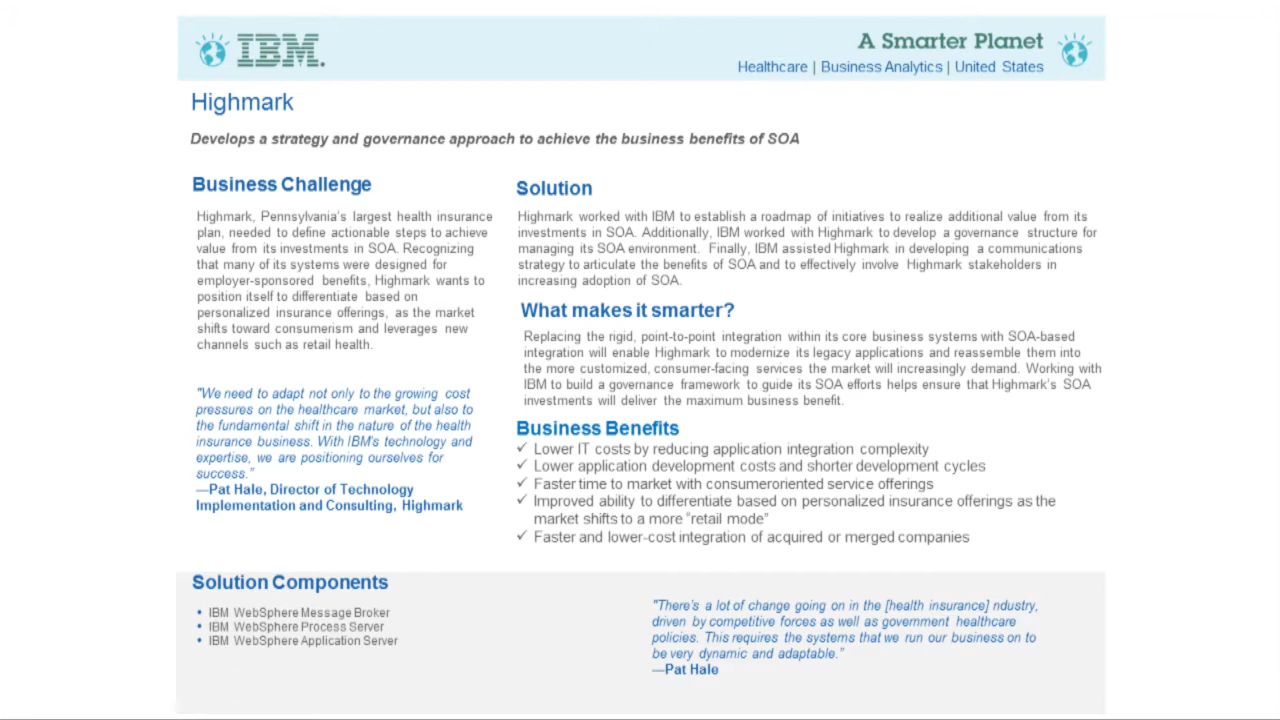 IBM.
A Smarter Planet
Healthcare | Business Analytics | United States
Highmark
Develops a strategy and governance approach to achieve the business benefits of SOA
Business Challenge
Highmark, Pennsylvania's largest health insurance
plan, needed to define actionable steps to achieve
value from its investments in SOA. Recognizing
that many of its systems were designed for
employer-sponsored benefits, Highmark wants to
position itself to differentiate based on
personalized insurance offerings, as the market
shifts toward consumerism and leverages new
channels such as retail health.
"We need to adapt not only to the growing cost
pressures on the healthcare market, but also to
the fundamental shift in the nature of the health
insurance business. With IBM's technology and
expertise, we are positioning ourselves for
success."
—Pat Hale, Director of Technology
Implementation and Consulting, Highmark
Solution
Highmark worked with IBM to establish a roadmap of initiatives to realize additional value from its
investments in SOA. Additionally, IBM worked with Highmark to develop a governance structure for
managing its SOA environment. Finally, IBM assisted Highmark in developing a communications
strategy to articulate the benefits of SOA and to effectively involve Highmark stakeholders in
increasing adoption of SOA.
What makes it smarter?
Replacing the rigid, point-to-point integration within its core business systems with SOA-based
integration will enable Highmark to modernize its legacy applications and reassemble them into
the more customized, consumer-facing services the market will increasingly demand. Working with
IBM to build a governance framework to guide its SOA efforts helps ensure that Highmark's SOA
investments will deliver the maximum business benefit.
Business Benefits
✓ Lower IT costs by reducing application integration complexity
✓ Lower application development costs and shorter development cycles
✓ Faster time to market with consumeroriented service offerings
✓ Improved ability to differentiate based on personalized insurance offerings as the
market shifts to a more "retail mode"
✓ Faster and lower-cost integration of acquired or merged companies
Solution Components
• IBM WebSphere Message Broker
• IBM WebSphere Process Server
• IBM WebSphere Application Server
"There's a lot of change going on in the [health insurance] ndustry,
driven by competitive forces as well as government healthcare
policies. This requires the systems that we run our business on to
be very dynamic and adaptable."
—Pat Hale